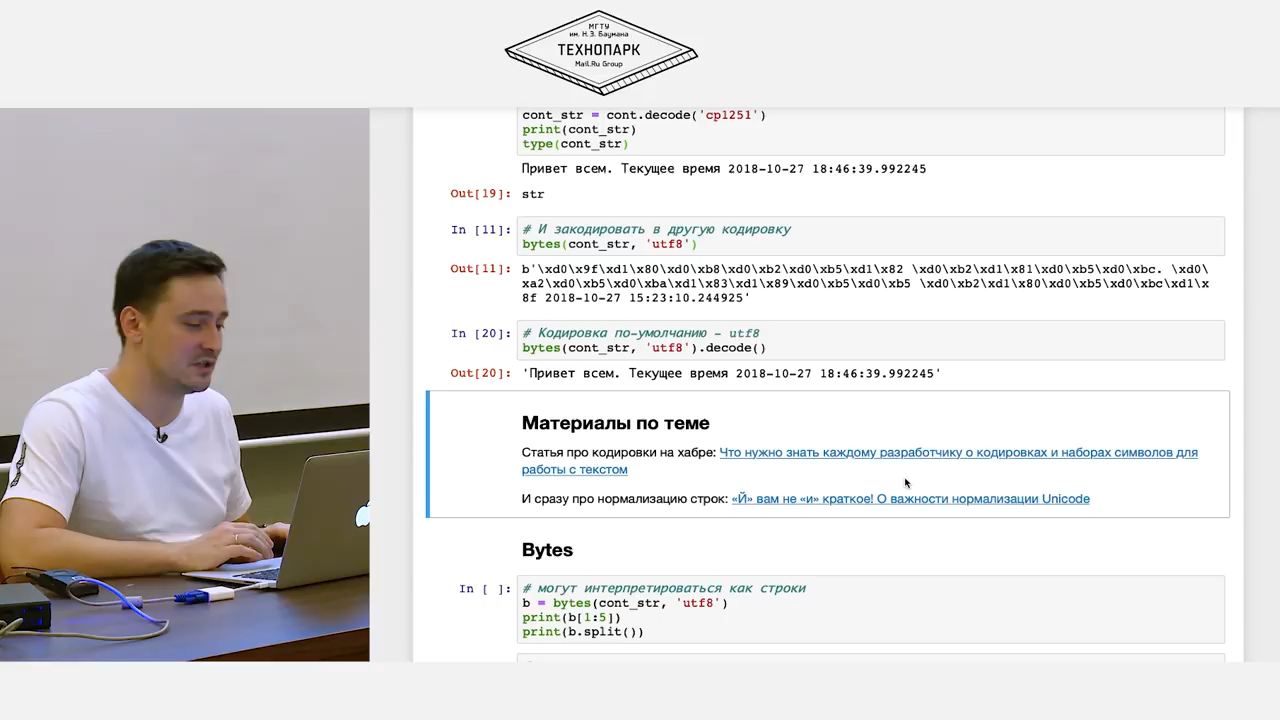 МГТУ
им. Н.Э. Баумана
ТЕХНОПАРК
Mail.Ru Group
cont_str = cont.decode('cp1251')
print(cont_str)
type(cont_str)
Привет всем. Текущее время 2018-10-27 18:46:39.992245
Out[19]: str
In [11]: # И закодировать в другую кодировку
bytes(cont_str, 'utf8')
Out[11]: b'\xd0\x9f\xd1\x80\xd0\xb8\xd0\xb2\xd0\xb5\xd1\x82 \xd0\xb2\xd1\x81\xd0\xb5\xd0\xbc. \xd0\
xa2\xd0\xb5\xd0\xba\xd1\x83\xd1\x89\xd0\xb5\xd0\xb5 \xd0\xb2\xd1\x80\xd0\xb5\xd0\xbc\xd1\x
8f 2018-10-27 15:23:10.244925'
In [20]: # Кодировка по-умолчанию - utf8
bytes(cont_str, 'utf8').decode()
Out[20]: 'Привет всем. Текущее время 2018-10-27 18:46:39.992245'
Материалы по теме
Статья про кодировки на хабре: Что нужно знать каждому разработчику о кодировках и наборах символов для
работы с текстом
И сразу про нормализацию строк: «Й» вам не «и» краткое! О важности нормализации Unicode
Bytes
In [ ]: # могут интерпретироваться как строки
b = bytes(cont_str, 'utf8')
print(b[1:5])
print(b.split())